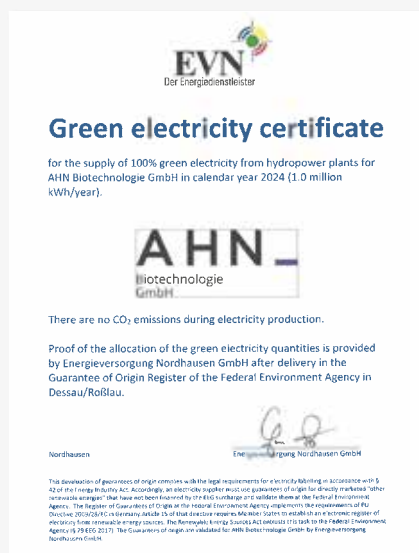 EVN
Der Energiedienstleister
Green electricity certificate
for the supply of 100% green electricity from hydropower plants for
AHN Biotechnologie GmbH in calendar year 2024 (1.0 million
kWh/year).
AHN_
Biotechnologie
GmbH
There are no CO₂ emissions during electricity production.
Proof of the allocation of the green electricity quantities is provided
by Energieversorgung Nordhausen GmbH after delivery in the
Guarantee of Origin Register of the Federal Environment Agency in
Dessau/Roßlau.
Nordhausen
Energieversorgung Nordhausen GmbH
This devaluation of guarantees of origin complies with the legal requirements for electricity labelling in accordance with §
42 of the Energy Industry Act. Accordingly, an electricity supplier must use guarantees of origin for directly marketed "other
renewable energies" that have not been financed by the EEG surcharge and validate them at the Federal Environment
Agency. The Register of Guarantees of Origin at the Federal Environment Agency implements the requirements of EU
Directive 2009/28/EC in Germany. Article 15 of that directive requires Member States to establish an electronic register of
electricity from renewable energy sources. The Renewable Energy Sources Act entrusts this task to the Federal Environment
Agency (§ 79 EEG 2017). The Guarantees of origin are validated for AHN Biotechnologie GmbH by Energieversorgung
Nordhausen GmbH.